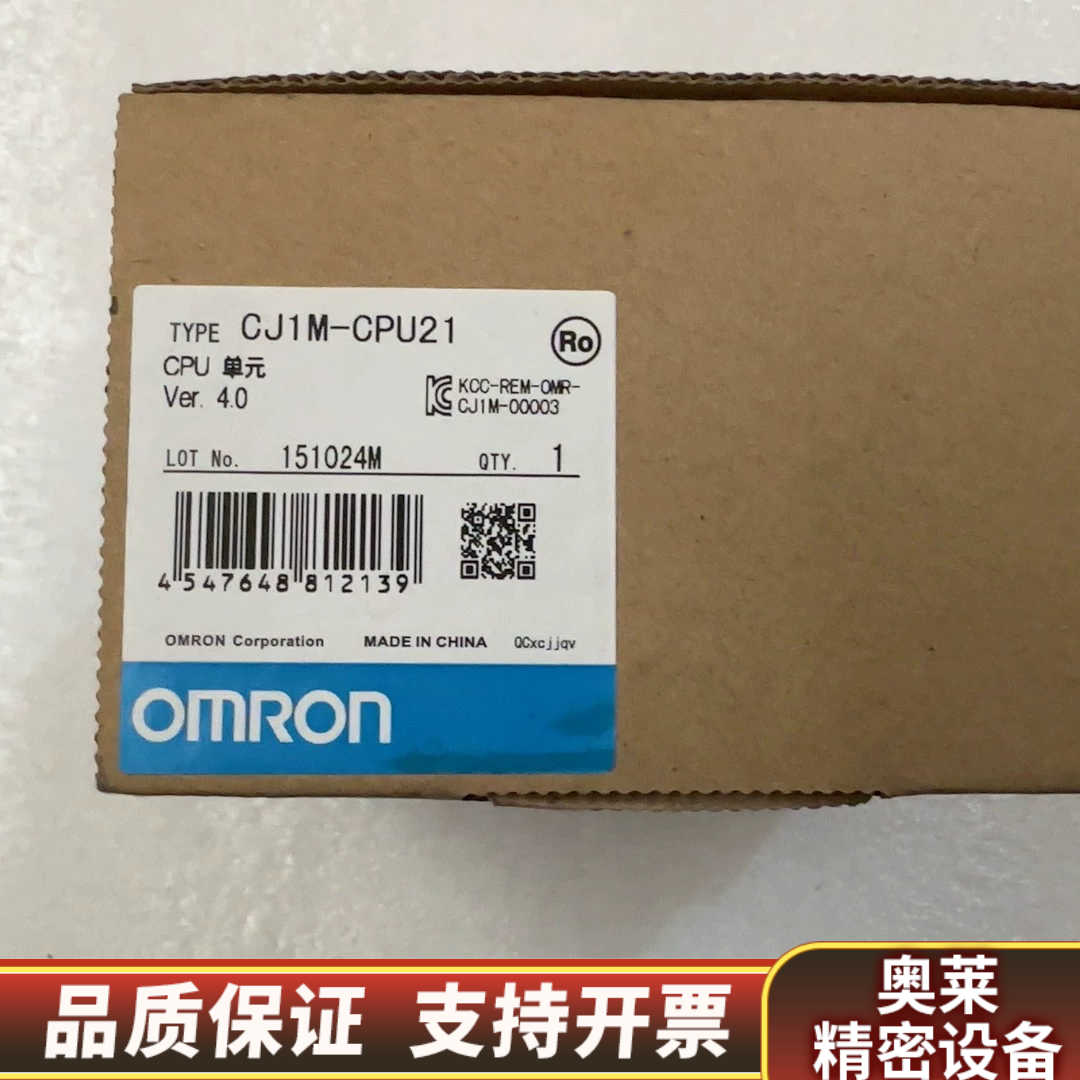 TYPE CJ1M-CPU21
Ro
CPU 单元
Ver. 4.0
KCC-REM-OMR-
CJ1M-00003
LOT No. 151024M QTY. 1
4 547648 812139
OMRON Corporation MADE IN CHINA QCxcjjqv
OMRON
品质保证 支持开票
奥莱
精密设备